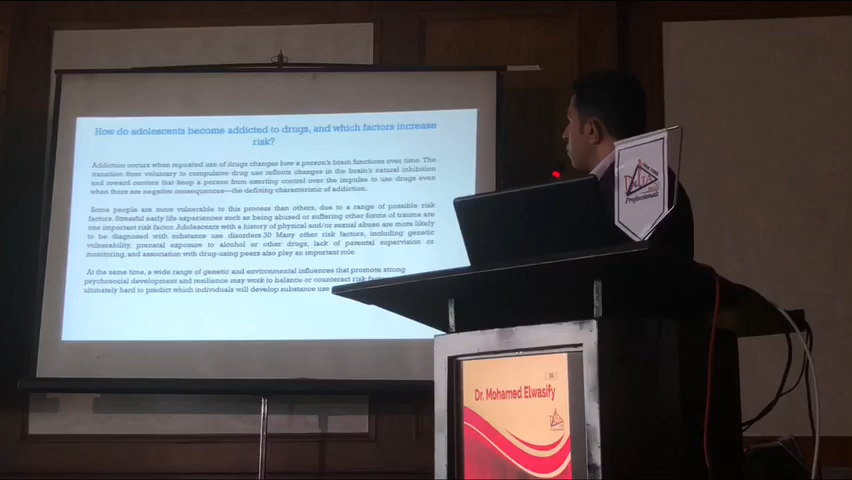 How do adolescents become addicted to drugs, and which factors increase
risk?
Addiction occurs when repeated use of drugs changes how a person's brain functions over time. The
transition from voluntary to compulsive drug use reflects changes in the brain's natural inhibition
and reward centers that keep a person from exerting control over the impulse to use drugs even
when there are negative consequences—the defining characteristic of addiction.
Some people are more vulnerable to this process than others, due to a range of possible risk
factors. Stressful early life experiences such as being abused or suffering other forms of trauma are
one important risk factor. Adolescents with a history of physical and/or sexual abuse are more likely
to be diagnosed with substance use disorders.30 Many other risk factors, including genetic
vulnerability, prenatal exposure to alcohol or other drugs, lack of parental supervision or
monitoring, and association with drug-using peers also play an important role.
At the same time, a wide range of genetic and environmental influences that promote strong
psychosocial development and resilience may work to balance or counteract risk
ultimately hard to predict which individuals will develop substance use
Delta
Professionals
Dr. Mohamed Elwasify